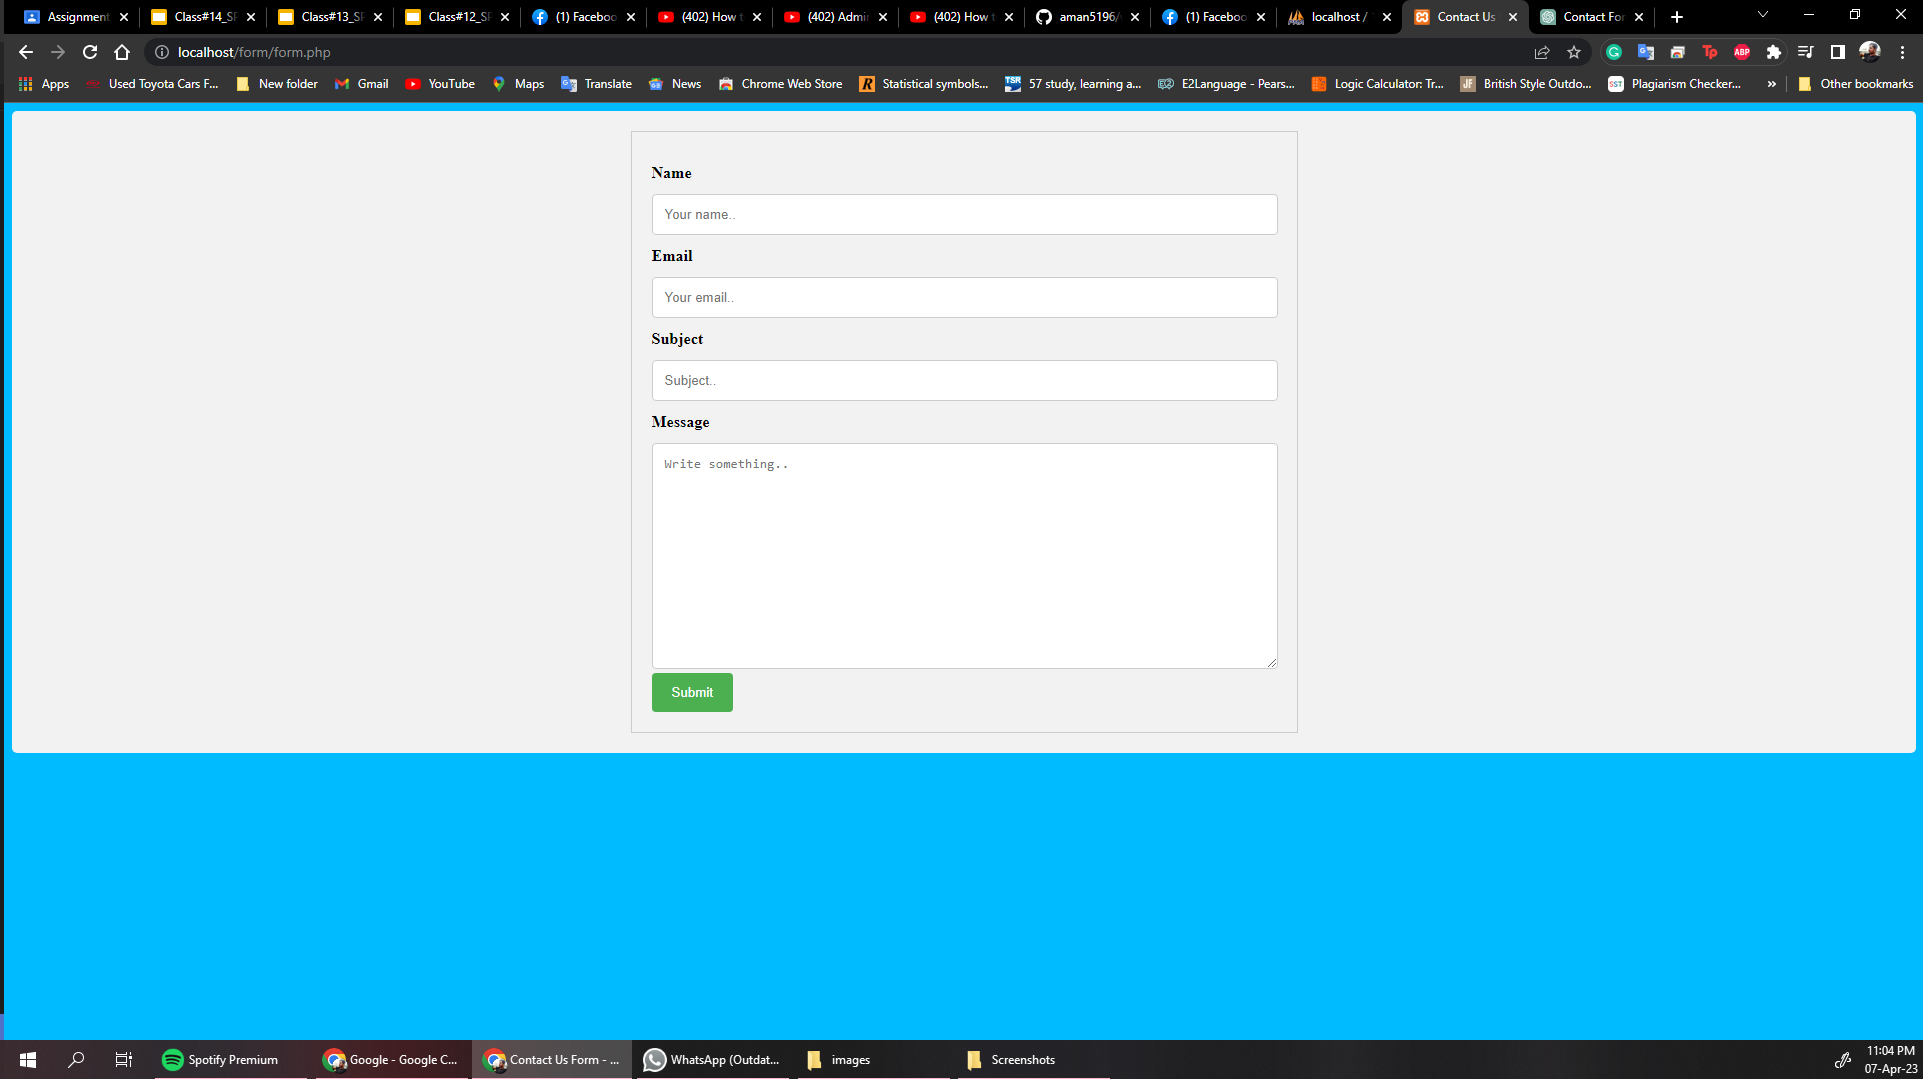 Assignment Class#14_SP Class#13_SP Class#12_SP (1) Faceboo (402) How t (402) Admin (402) How t aman5196/ (1) Faceboo localhost / Contact Us Contact For
localhost/form/form.php
Apps Used Toyota Cars F... New folder Gmail YouTube Maps Translate News Chrome Web Store Statistical symbols... 57 study, learning a... E2Language - Pears... Logic Calculator: Tr... British Style Outdo... Plagiarism Checker... » Other bookmarks
Name
Your name..
Email
Your email..
Subject
Subject..
Message
Write something..
Submit
Spotify Premium Google - Google C... Contact Us Form - ... WhatsApp (Outdat... images Screenshots
11:04 PM
07-Apr-23